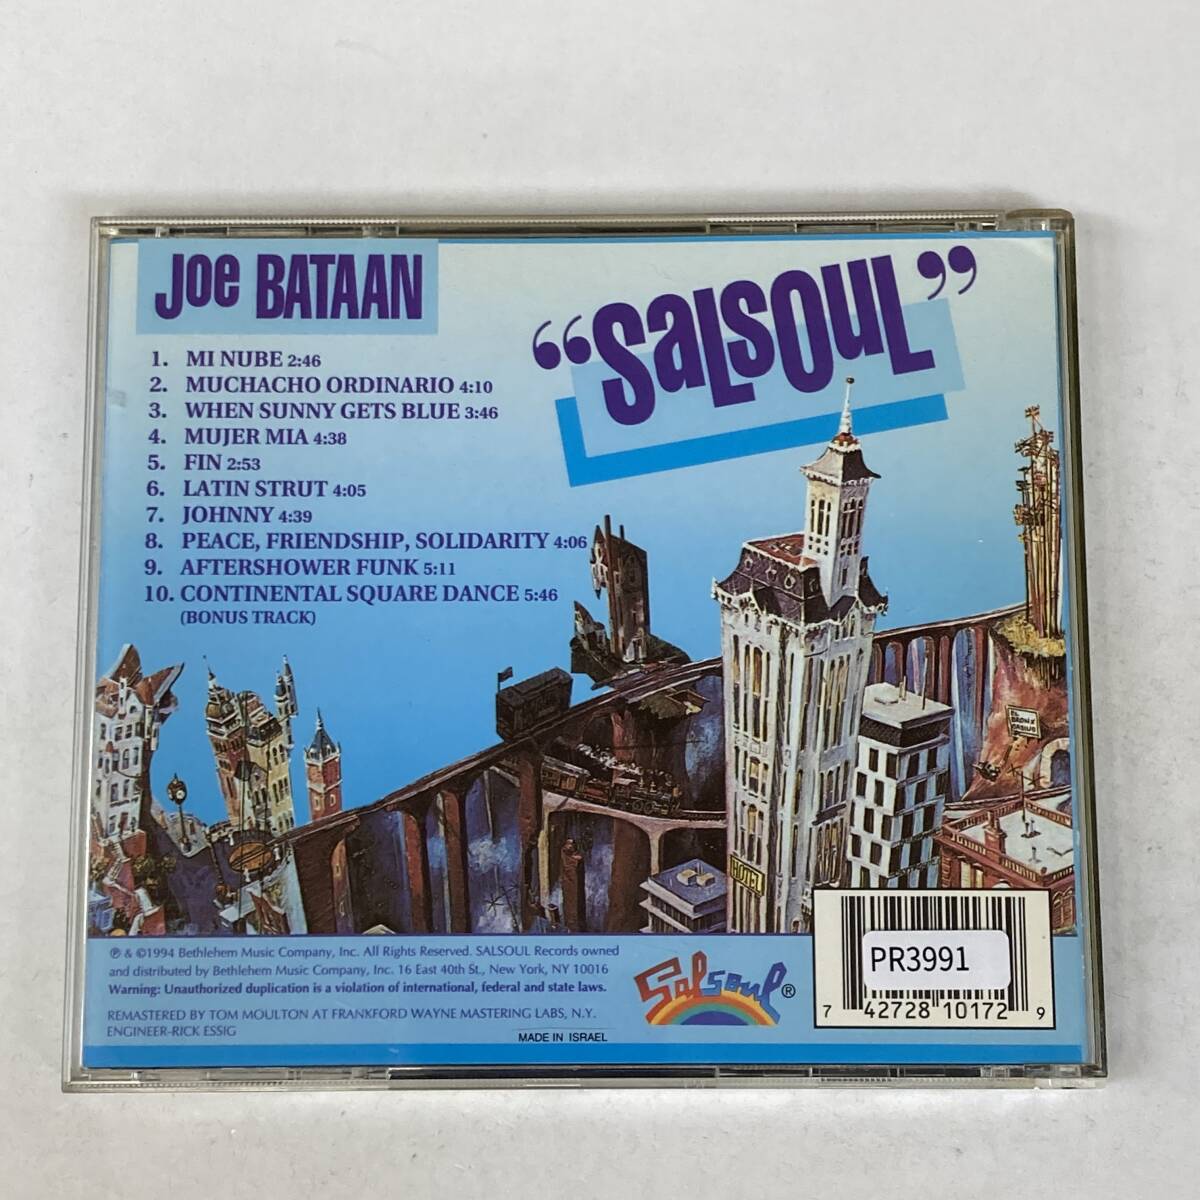 Joe BATAAN
“SALSOUL”
1. MI NUBE 2:46
2. MUCHACHO ORDINARIO 4:10
3. WHEN SUNNY GETS BLUE 3:46
4. MUJER MIA 4:38
5. FIN 2:53
6. LATIN STRUT 4:05
7. JOHNNY 4:39
8. PEACE, FRIENDSHIP, SOLIDARITY 4:06
9. AFTERSHOWER FUNK 5:11
10. CONTINENTAL SQUARE DANCE 5:46
(BONUS TRACK)
EL
BRONX
HOTEL
℗ & ©1994 Bethlehem Music Company, Inc. All Rights Reserved. SALSOUL Records owned
and distributed by Bethlehem Music Company, Inc. 16 East 40th St., New York, NY 10016
Warning: Unauthorized duplication is a violation of international, federal and state laws.
REMASTERED BY TOM MOULTON AT FRANKFORD WAYNE MASTERING LABS, N.Y.
ENGINEER-RICK ESSIG
MADE IN ISRAEL
Salsoul ®
PR3991
7 42728 10172 9